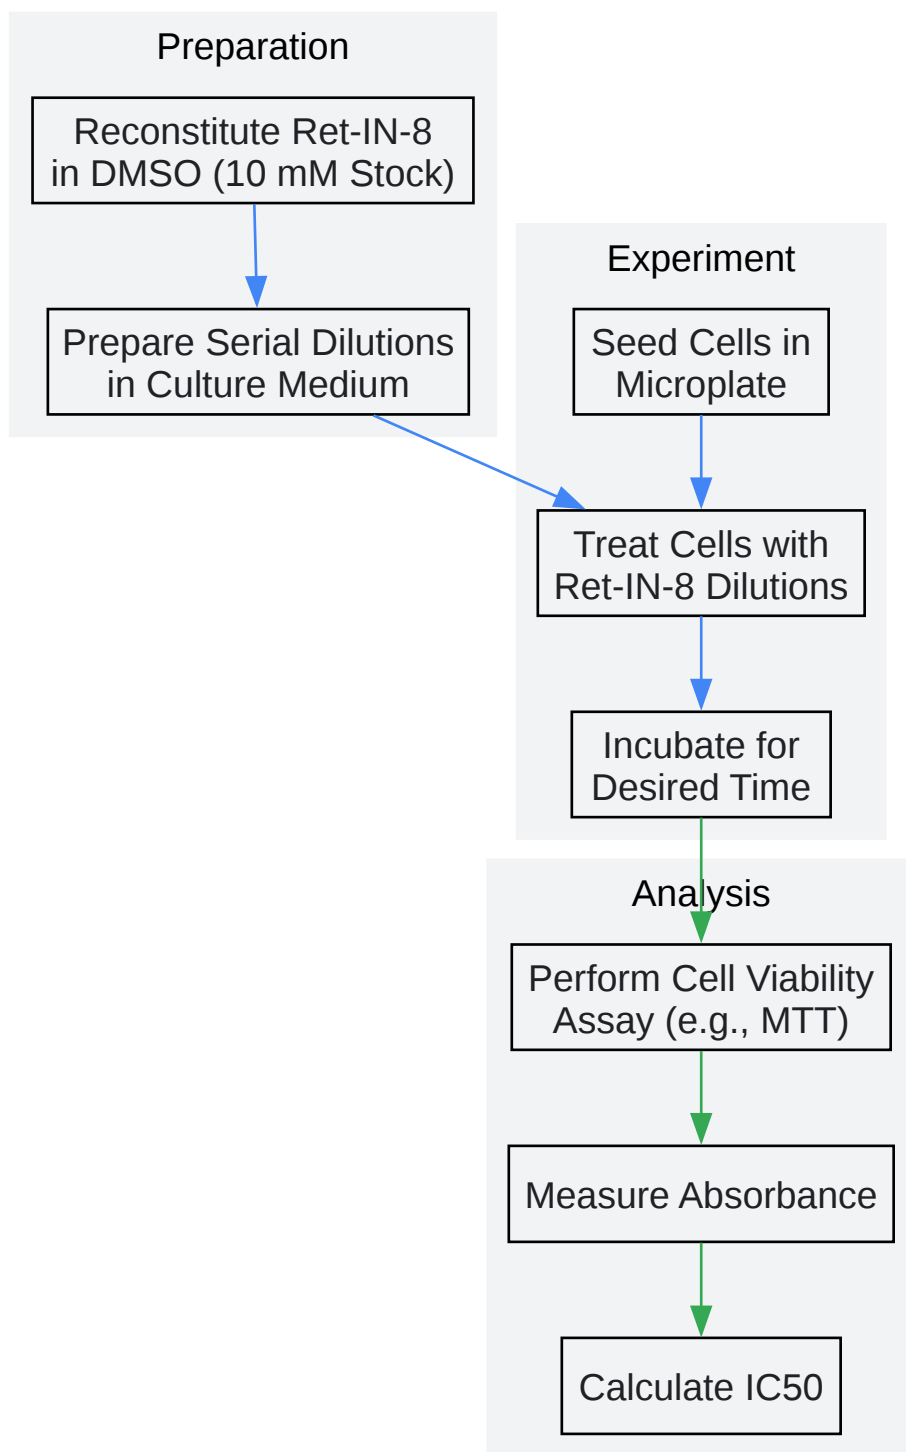 Preparation
Reconstitute Ret-IN-8
in DMSO (10 mM Stock)
Prepare Serial Dilutions
in Culture Medium
Experiment
Seed Cells in
Microplate
Treat Cells with
Ret-IN-8 Dilutions
Incubate for
Desired Time
Analysis
Perform Cell Viability
Assay (e.g., MTT)
Measure Absorbance
Calculate IC50